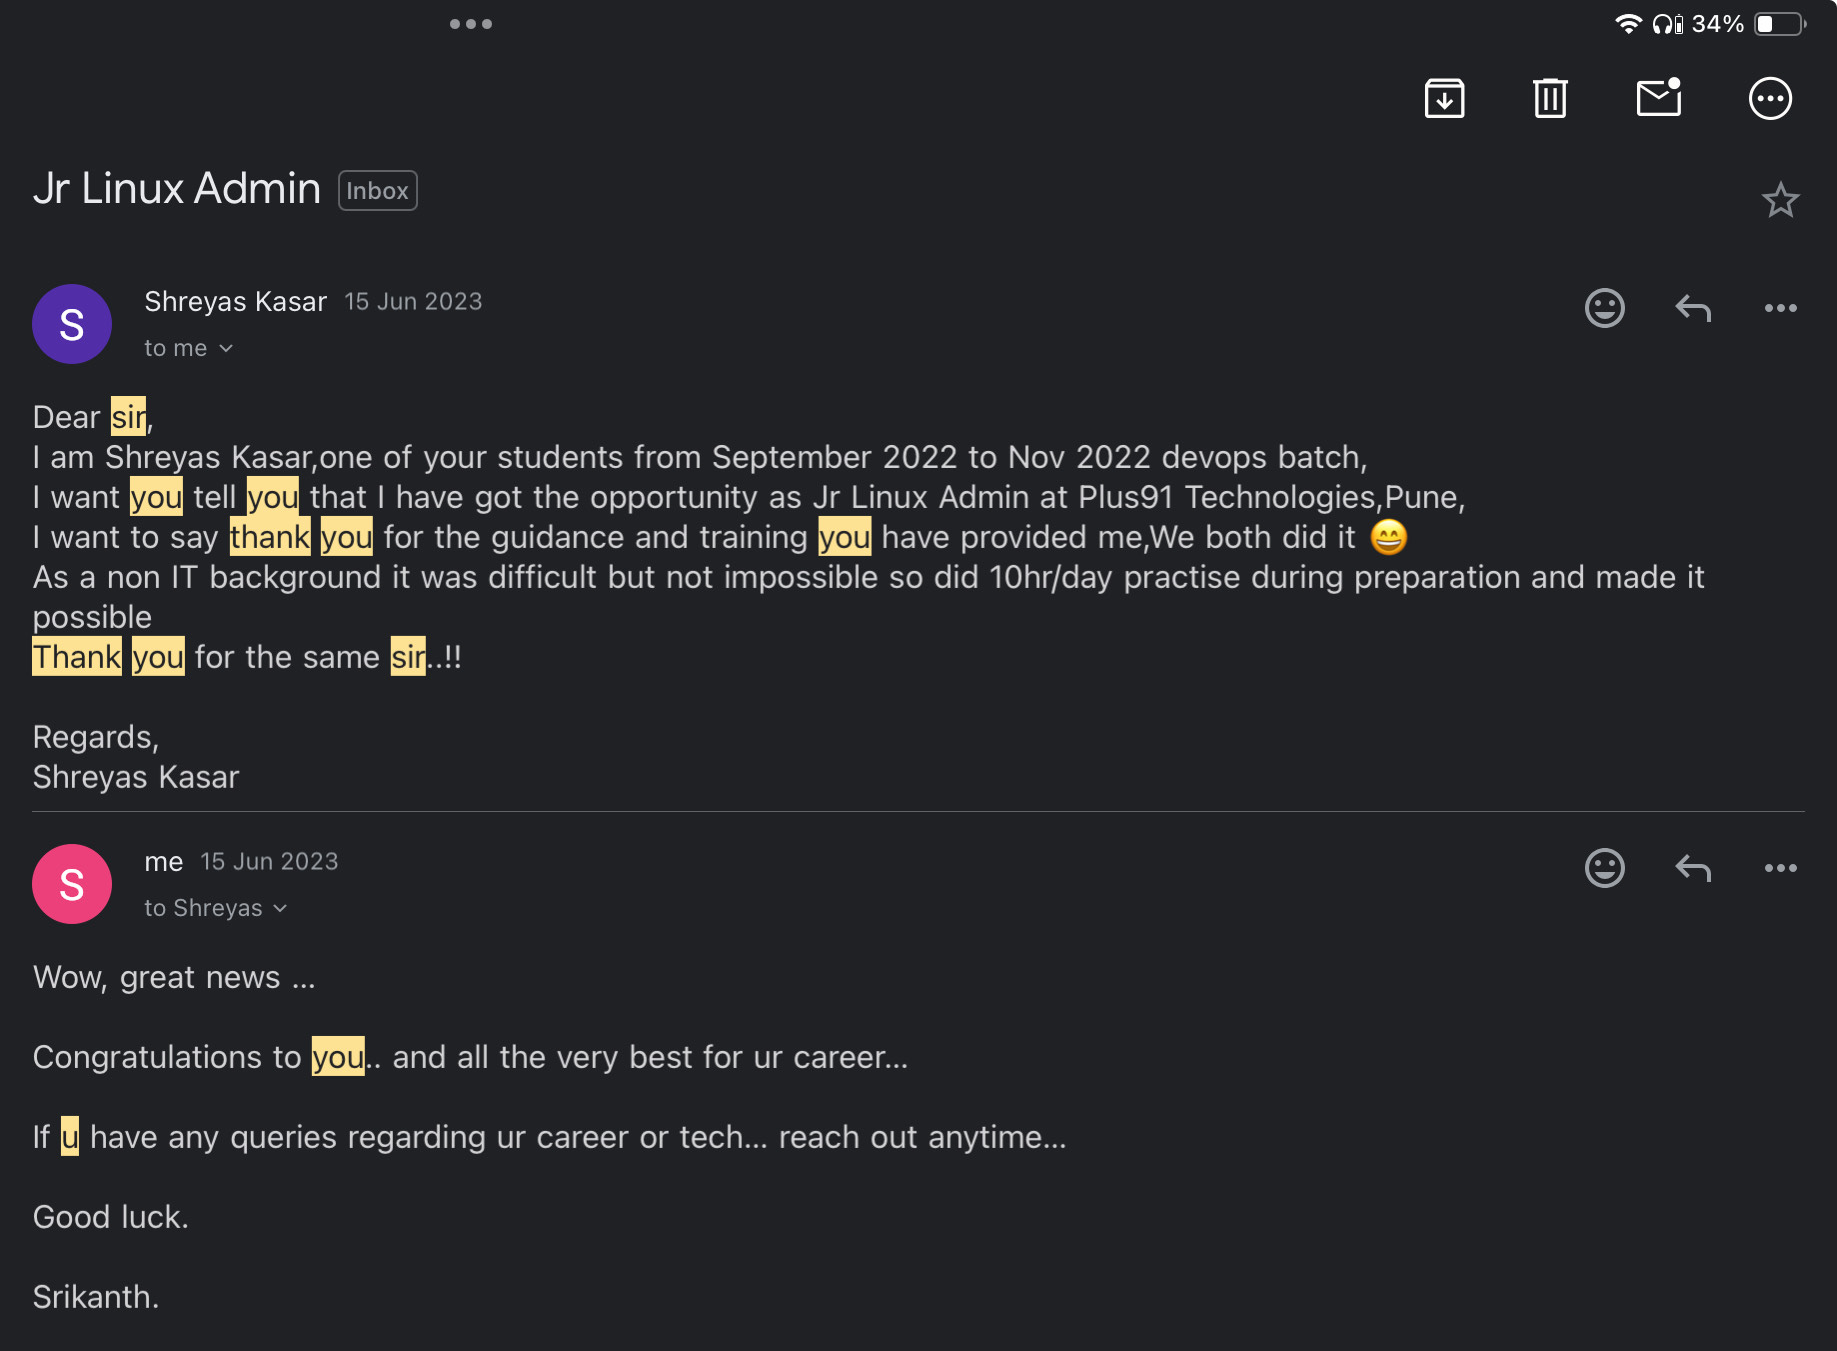 34%
Jr Linux Admin Inbox
S
Shreyas Kasar 15 Jun 2023
to me
Dear sir,
I am Shreyas Kasar,one of your students from September 2022 to Nov 2022 devops batch,
I want you tell you that I have got the opportunity as Jr Linux Admin at Plus91 Technologies,Pune,
I want to say thank you for the guidance and training you have provided me,We both did it 😄
As a non IT background it was difficult but not impossible so did 10hr/day practise during preparation and made it
possible
Thank you for the same sir..!!
Regards,
Shreyas Kasar
S
me 15 Jun 2023
to Shreyas
Wow, great news ...
Congratulations to you.. and all the very best for ur career...
If u have any queries regarding ur career or tech... reach out anytime...
Good luck.
Srikanth.